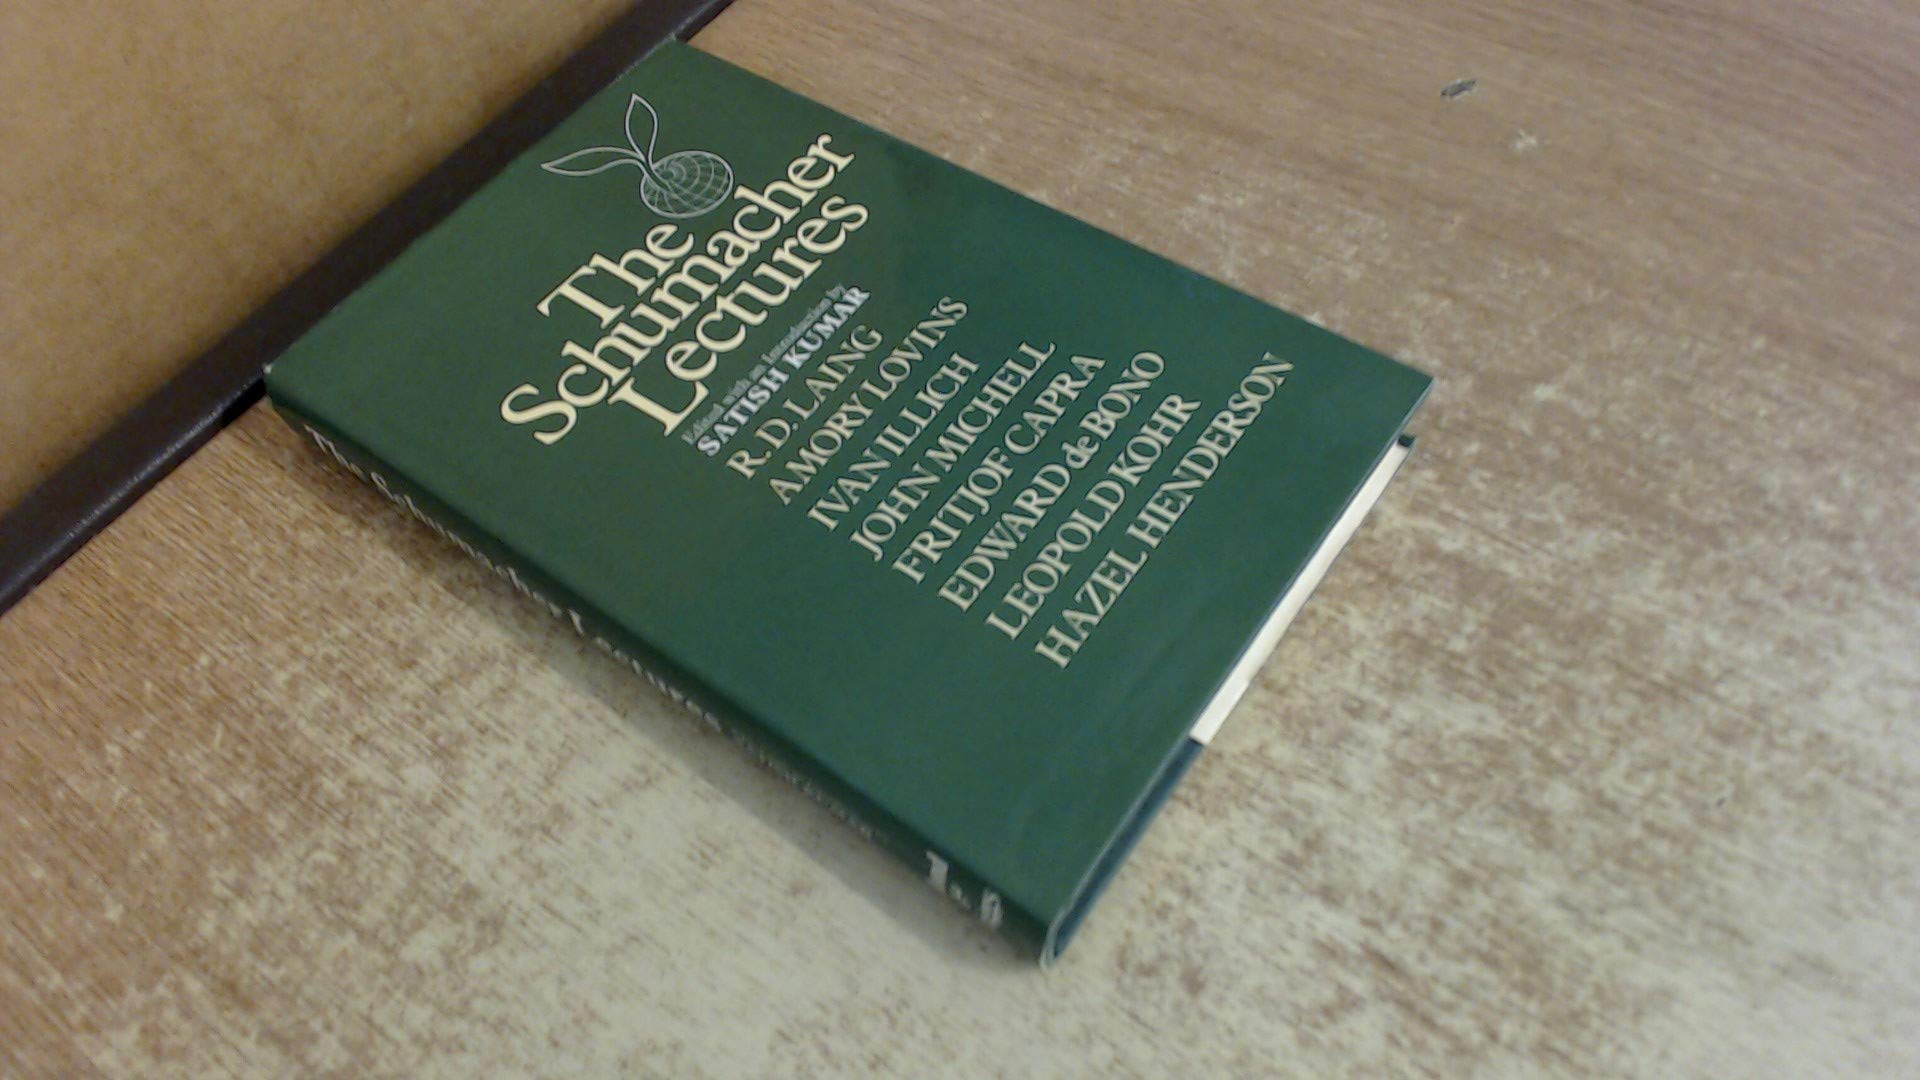 The
Schumacher
Lectures
Edited with an Introduction by
SATISH KUMAR
R. D. LAING
AMORY LOVINS
IVAN ILLICH
JOHN MICHELL
FRITJOF CAPRA
EDWARD de BONO
LEOPOLD KOHR
HAZEL HENDERSON
The Schumacher Lectures